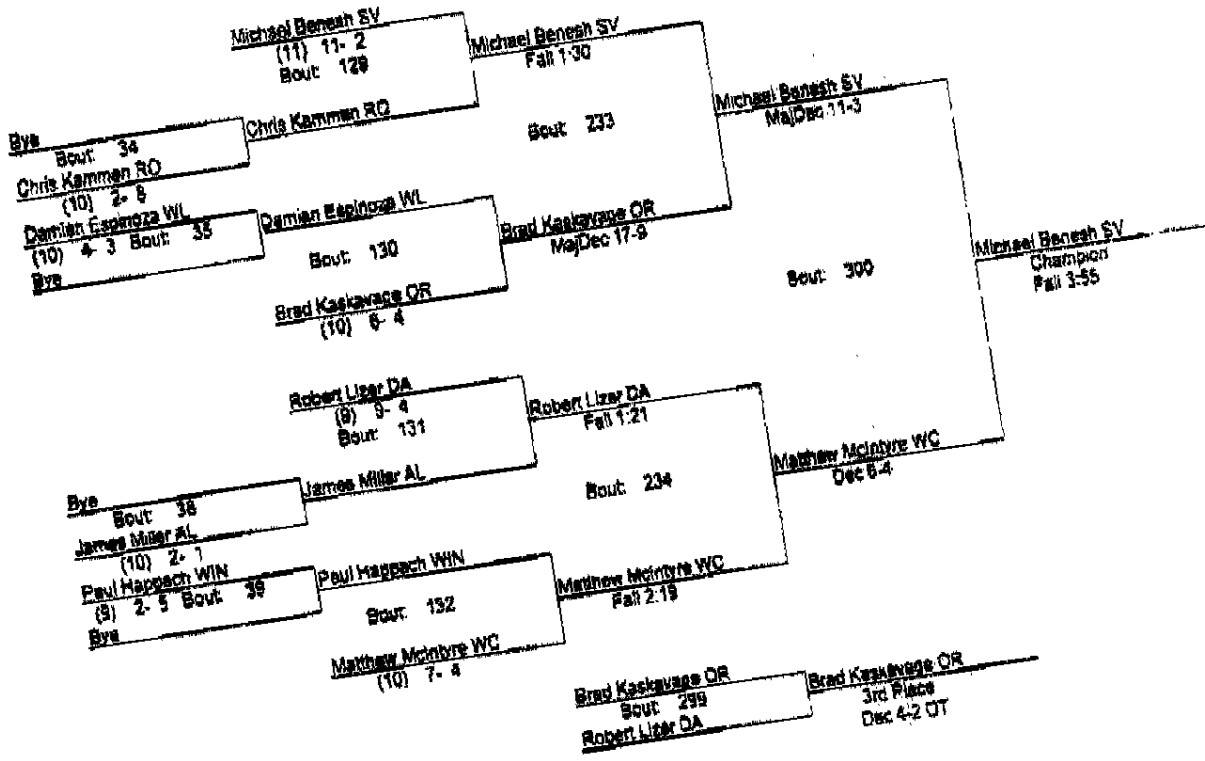 Michael Benesh SV
(11) 11- 2
Bout: 129
Michael Benesh SV
Fall 1:30
Bye
Bout: 34
Chris Kammen RO
Chris Kammen RO
(10) 2- 8
Bout: 233
Michael Benesh SV
MajDec 11-3
Damian Espinoza WL
(10) 4- 3 Bout: 35
Bye
Damian Espinoza WL
Bout: 130
Brad Kaskavage OR
(10) 6- 4
Brad Kaskavage OR
MajDec 17-9
Bout: 300
Michael Benesh SV
Champion
Fall 3:55
Robert Lizer DA
(9) 9- 4
Bout: 131
Robert Lizer DA
Fall 1:21
Bye
Bout: 38
James Miller AL
James Miller AL
(10) 2- 1
Bout: 234
Matthew McIntyre WC
Dec 6-4
Paul Happach WIN
(9) 2- 5 Bout: 39
Bye
Paul Happach WIN
Bout: 132
Matthew McIntyre WC
(10) 7- 4
Matthew McIntyre WC
Fall 2:19
Brad Kaskavage OR
Bout: 299
Robert Lizer DA
Brad Kaskavage OR
3rd Place
Dec 4-2 OT